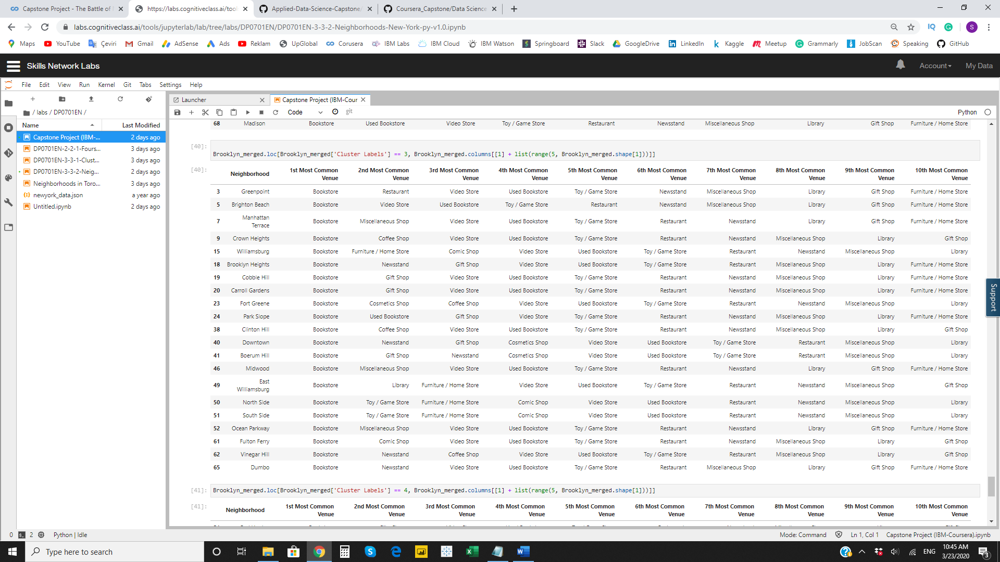 Capstone Project - The Battle of
https://labs.cognitiveclass.ai/tool
Applied-Data-Science-Capstone/
Coursera_Capstone/Data Science
labs.cognitiveclass.ai/tools/jupyterlab/lab/tree/labs/DP0701EN/DP0701EN-3-3-2-Neighborhoods-New-York-py-v1.0.ipynb
IQ
S
Maps YouTube Çeviri Gmail AdSense Ads Reklam UpGlobal Corusera IBM Labs IBM Cloud IBM Watson Springboard Slack GoogleDrive LinkedIn Kaggle Meetup Grammarly JobScan Speaking GitHub
Skills Network Labs
Account
My Data
File Edit View Run Kernel Git Tabs Settings Help
/ labs / DP0701EN /
Name Last Modified
Capstone Project (IBM-... 2 days ago
DP0701EN-2-2-1-Fours... 3 days ago
DP0701EN-3-3-1-Clust... 3 days ago
DP0701EN-3-3-2-Neig... 2 days ago
Neighborhoods in Toro... 3 days ago
newyork_data.json a year ago
Untitled.ipynb 2 days ago
Launcher
Capstone Project (IBM-Cour
Code git
Python
68 Madison Bookstore Used Bookstore Video Store Toy / Game Store Restaurant Newsstand Miscellaneous Shop Library Gift Shop Furniture / Home Store
[40]:
Brooklyn_merged.loc[Brooklyn_merged['Cluster Labels'] == 3, Brooklyn_merged.columns[[1] + list(range(5, Brooklyn_merged.shape[1]))]]
[40]:
Neighborhood 1st Most Common Venue 2nd Most Common Venue 3rd Most Common Venue 4th Most Common Venue 5th Most Common Venue 6th Most Common Venue 7th Most Common Venue 8th Most Common Venue 9th Most Common Venue 10th Most Common Venue
3 Greenpoint Bookstore Restaurant Video Store Used Bookstore Toy / Game Store Newsstand Miscellaneous Shop Library Gift Shop Furniture / Home Store
5 Brighton Beach Bookstore Video Store Used Bookstore Toy / Game Store Restaurant Newsstand Miscellaneous Shop Library Gift Shop Furniture / Home Store
7 Manhattan Terrace Bookstore Miscellaneous Shop Video Store Used Bookstore Toy / Game Store Restaurant Newsstand Library Gift Shop Furniture / Home Store
9 Crown Heights Bookstore Coffee Shop Video Store Used Bookstore Toy / Game Store Restaurant Newsstand Miscellaneous Shop Library Gift Shop
15 Williamsburg Bookstore Furniture / Home Store Comic Shop Video Store Used Bookstore Toy / Game Store Restaurant Newsstand Miscellaneous Shop Library
18 Brooklyn Heights Bookstore Newsstand Gift Shop Video Store Used Bookstore Toy / Game Store Restaurant Miscellaneous Shop Library Furniture / Home Store
19 Cobble Hill Bookstore Gift Shop Video Store Used Bookstore Toy / Game Store Restaurant Newsstand Miscellaneous Shop Library Furniture / Home Store
20 Carroll Gardens Bookstore Gift Shop Video Store Used Bookstore Toy / Game Store Restaurant Newsstand Miscellaneous Shop Library Furniture / Home Store
23 Fort Greene Bookstore Cosmetics Shop Coffee Shop Video Store Used Bookstore Toy / Game Store Restaurant Newsstand Miscellaneous Shop Library
24 Park Slope Bookstore Used Bookstore Gift Shop Video Store Toy / Game Store Restaurant Newsstand Miscellaneous Shop Library Furniture / Home Store
38 Clinton Hill Bookstore Coffee Shop Video Store Used Bookstore Toy / Game Store Restaurant Newsstand Miscellaneous Shop Library Gift Shop
40 Downtown Bookstore Newsstand Gift Shop Cosmetics Shop Video Store Used Bookstore Toy / Game Store Restaurant Miscellaneous Shop Library
41 Boerum Hill Bookstore Gift Shop Newsstand Cosmetics Shop Video Store Used Bookstore Toy / Game Store Restaurant Miscellaneous Shop Library
46 Midwood Bookstore Miscellaneous Shop Video Store Used Bookstore Toy / Game Store Restaurant Newsstand Library Gift Shop Furniture / Home Store
49 East Williamsburg Bookstore Library Furniture / Home Store Video Store Used Bookstore Toy / Game Store Restaurant Newsstand Miscellaneous Shop Gift Shop
50 North Side Bookstore Toy / Game Store Furniture / Home Store Comic Shop Video Store Used Bookstore Restaurant Newsstand Miscellaneous Shop Library
51 South Side Bookstore Toy / Game Store Furniture / Home Store Comic Shop Video Store Used Bookstore Restaurant Newsstand Miscellaneous Shop Library
52 Ocean Parkway Bookstore Miscellaneous Shop Video Store Used Bookstore Toy / Game Store Restaurant Newsstand Library Gift Shop Furniture / Home Store
61 Fulton Ferry Bookstore Comic Shop Video Store Used Bookstore Toy / Game Store Restaurant Newsstand Miscellaneous Shop Library Gift Shop
62 Vinegar Hill Bookstore Newsstand Coffee Shop Video Store Used Bookstore Toy / Game Store Restaurant Miscellaneous Shop Library Gift Shop
65 Dumbo Bookstore Newsstand Video Store Used Bookstore Toy / Game Store Restaurant Miscellaneous Shop Library Gift Shop Furniture / Home Store
[41]:
Brooklyn_merged.loc[Brooklyn_merged['Cluster Labels'] == 4, Brooklyn_merged.columns[[1] + list(range(5, Brooklyn_merged.shape[1]))]]
[41]:
Neighborhood 1st Most Common Venue 2nd Most Common Venue 3rd Most Common Venue 4th Most Common Venue 5th Most Common Venue 6th Most Common Venue 7th Most Common Venue 8th Most Common Venue 9th Most Common Venue 10th Most Common Venue
Support
0 2 Python | Idle
Mode: Command Ln 1, Col 1 Capstone Project (IBM-Coursera).ipynb
Type here to search
ENG
10:45 AM
3/23/2020
3